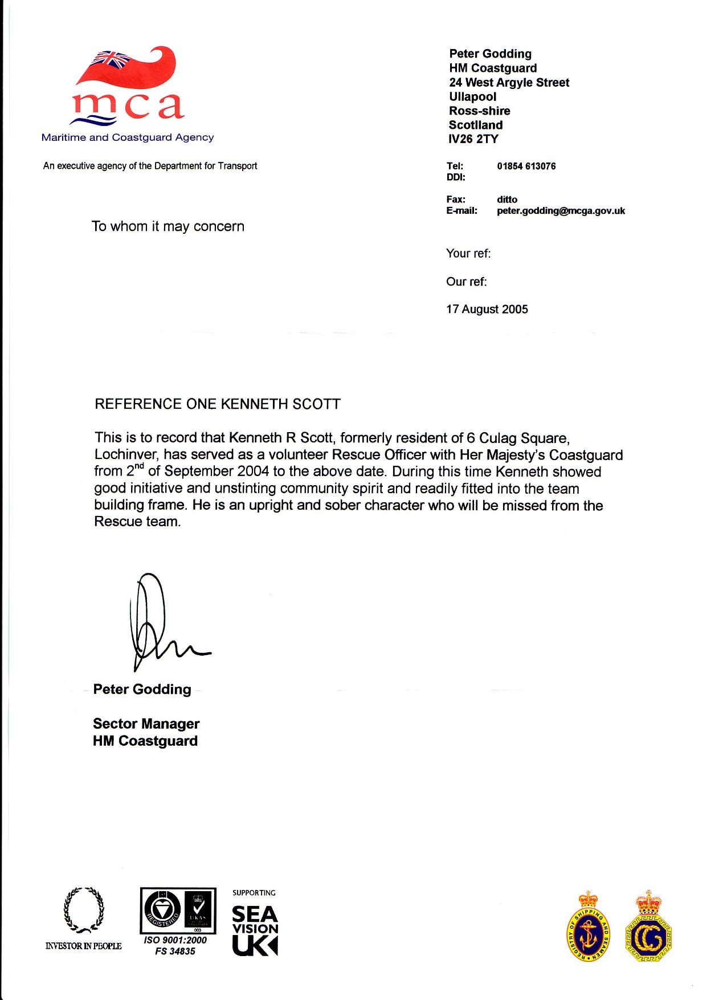 mca
Maritime and Coastguard Agency
An executive agency of the Department for Transport
Peter Godding
HM Coastguard
24 West Argyle Street
Ullapool
Ross-shire
Scotlland
IV26 2TY
Tel: 01854 613076
DDI:
Fax: ditto
E-mail: peter.godding@mcga.gov.uk
To whom it may concern
Your ref:
Our ref:
17 August 2005
REFERENCE ONE KENNETH SCOTT
This is to record that Kenneth R Scott, formerly resident of 6 Culag Square,
Lochinver, has served as a volunteer Rescue Officer with Her Majesty's Coastguard
from 2nd of September 2004 to the above date. During this time Kenneth showed
good initiative and unstinting community spirit and readily fitted into the team
building frame. He is an upright and sober character who will be missed from the
Rescue team.
Peter Godding
Sector Manager
HM Coastguard
INVESTOR IN PEOPLE
REGISTERED
UKAS
003
ISO 9001:2000
FS 34835
SUPPORTING
SEA
VISION
UK
REGISTRY OF SHIPPING AND SEAMEN
CG